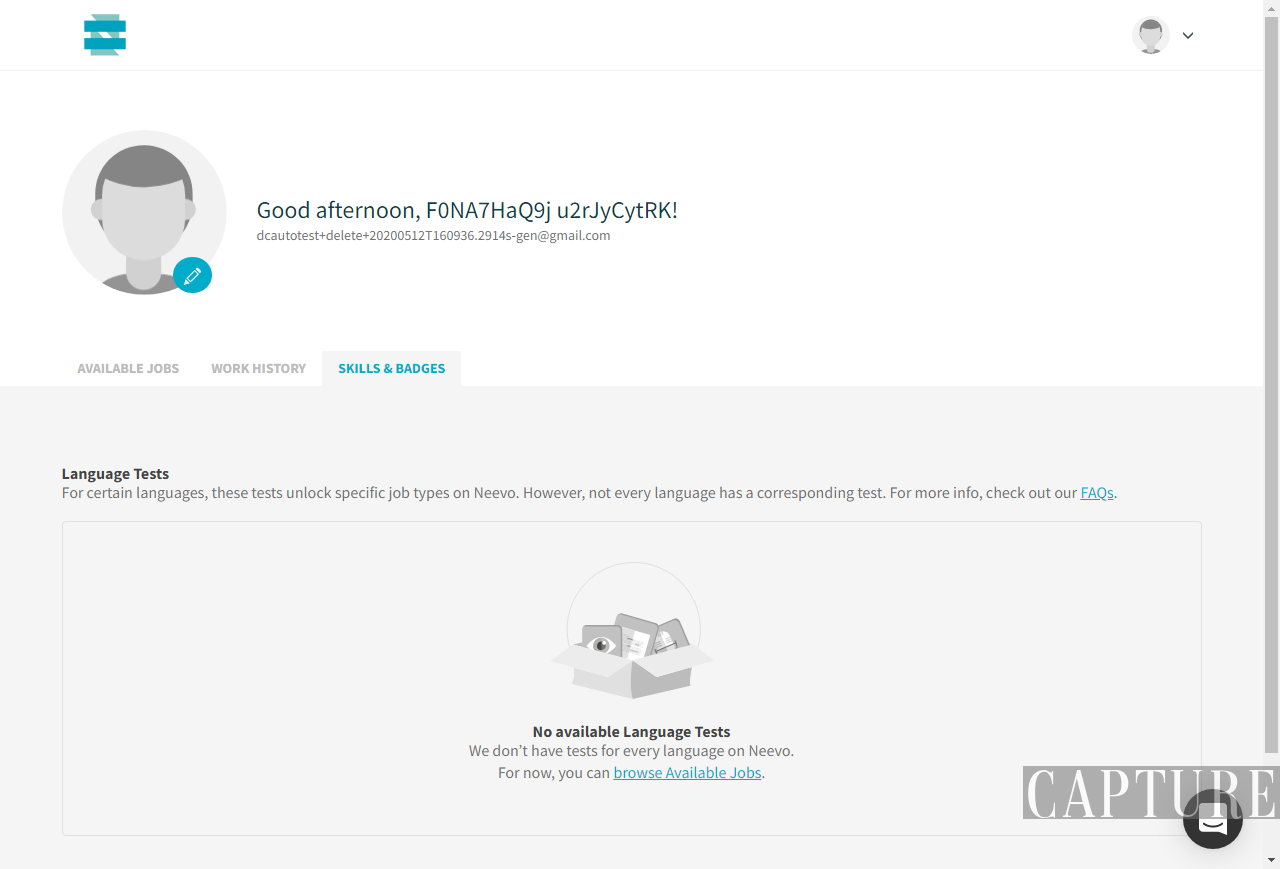 Good afternoon, F0NA7HaQ9j u2rJyCytRK!
dcautotest+delete+20200512T160936.2914s-gen@gmail.com
AVAILABLE JOBS WORK HISTORY SKILLS & BADGES
Language Tests
For certain languages, these tests unlock specific job types on Neevo. However, not every language has a corresponding test. For more info, check out our FAQs.
No available Language Tests
We don’t have tests for every language on Neevo.
For now, you can browse Available Jobs.
CAPTURE